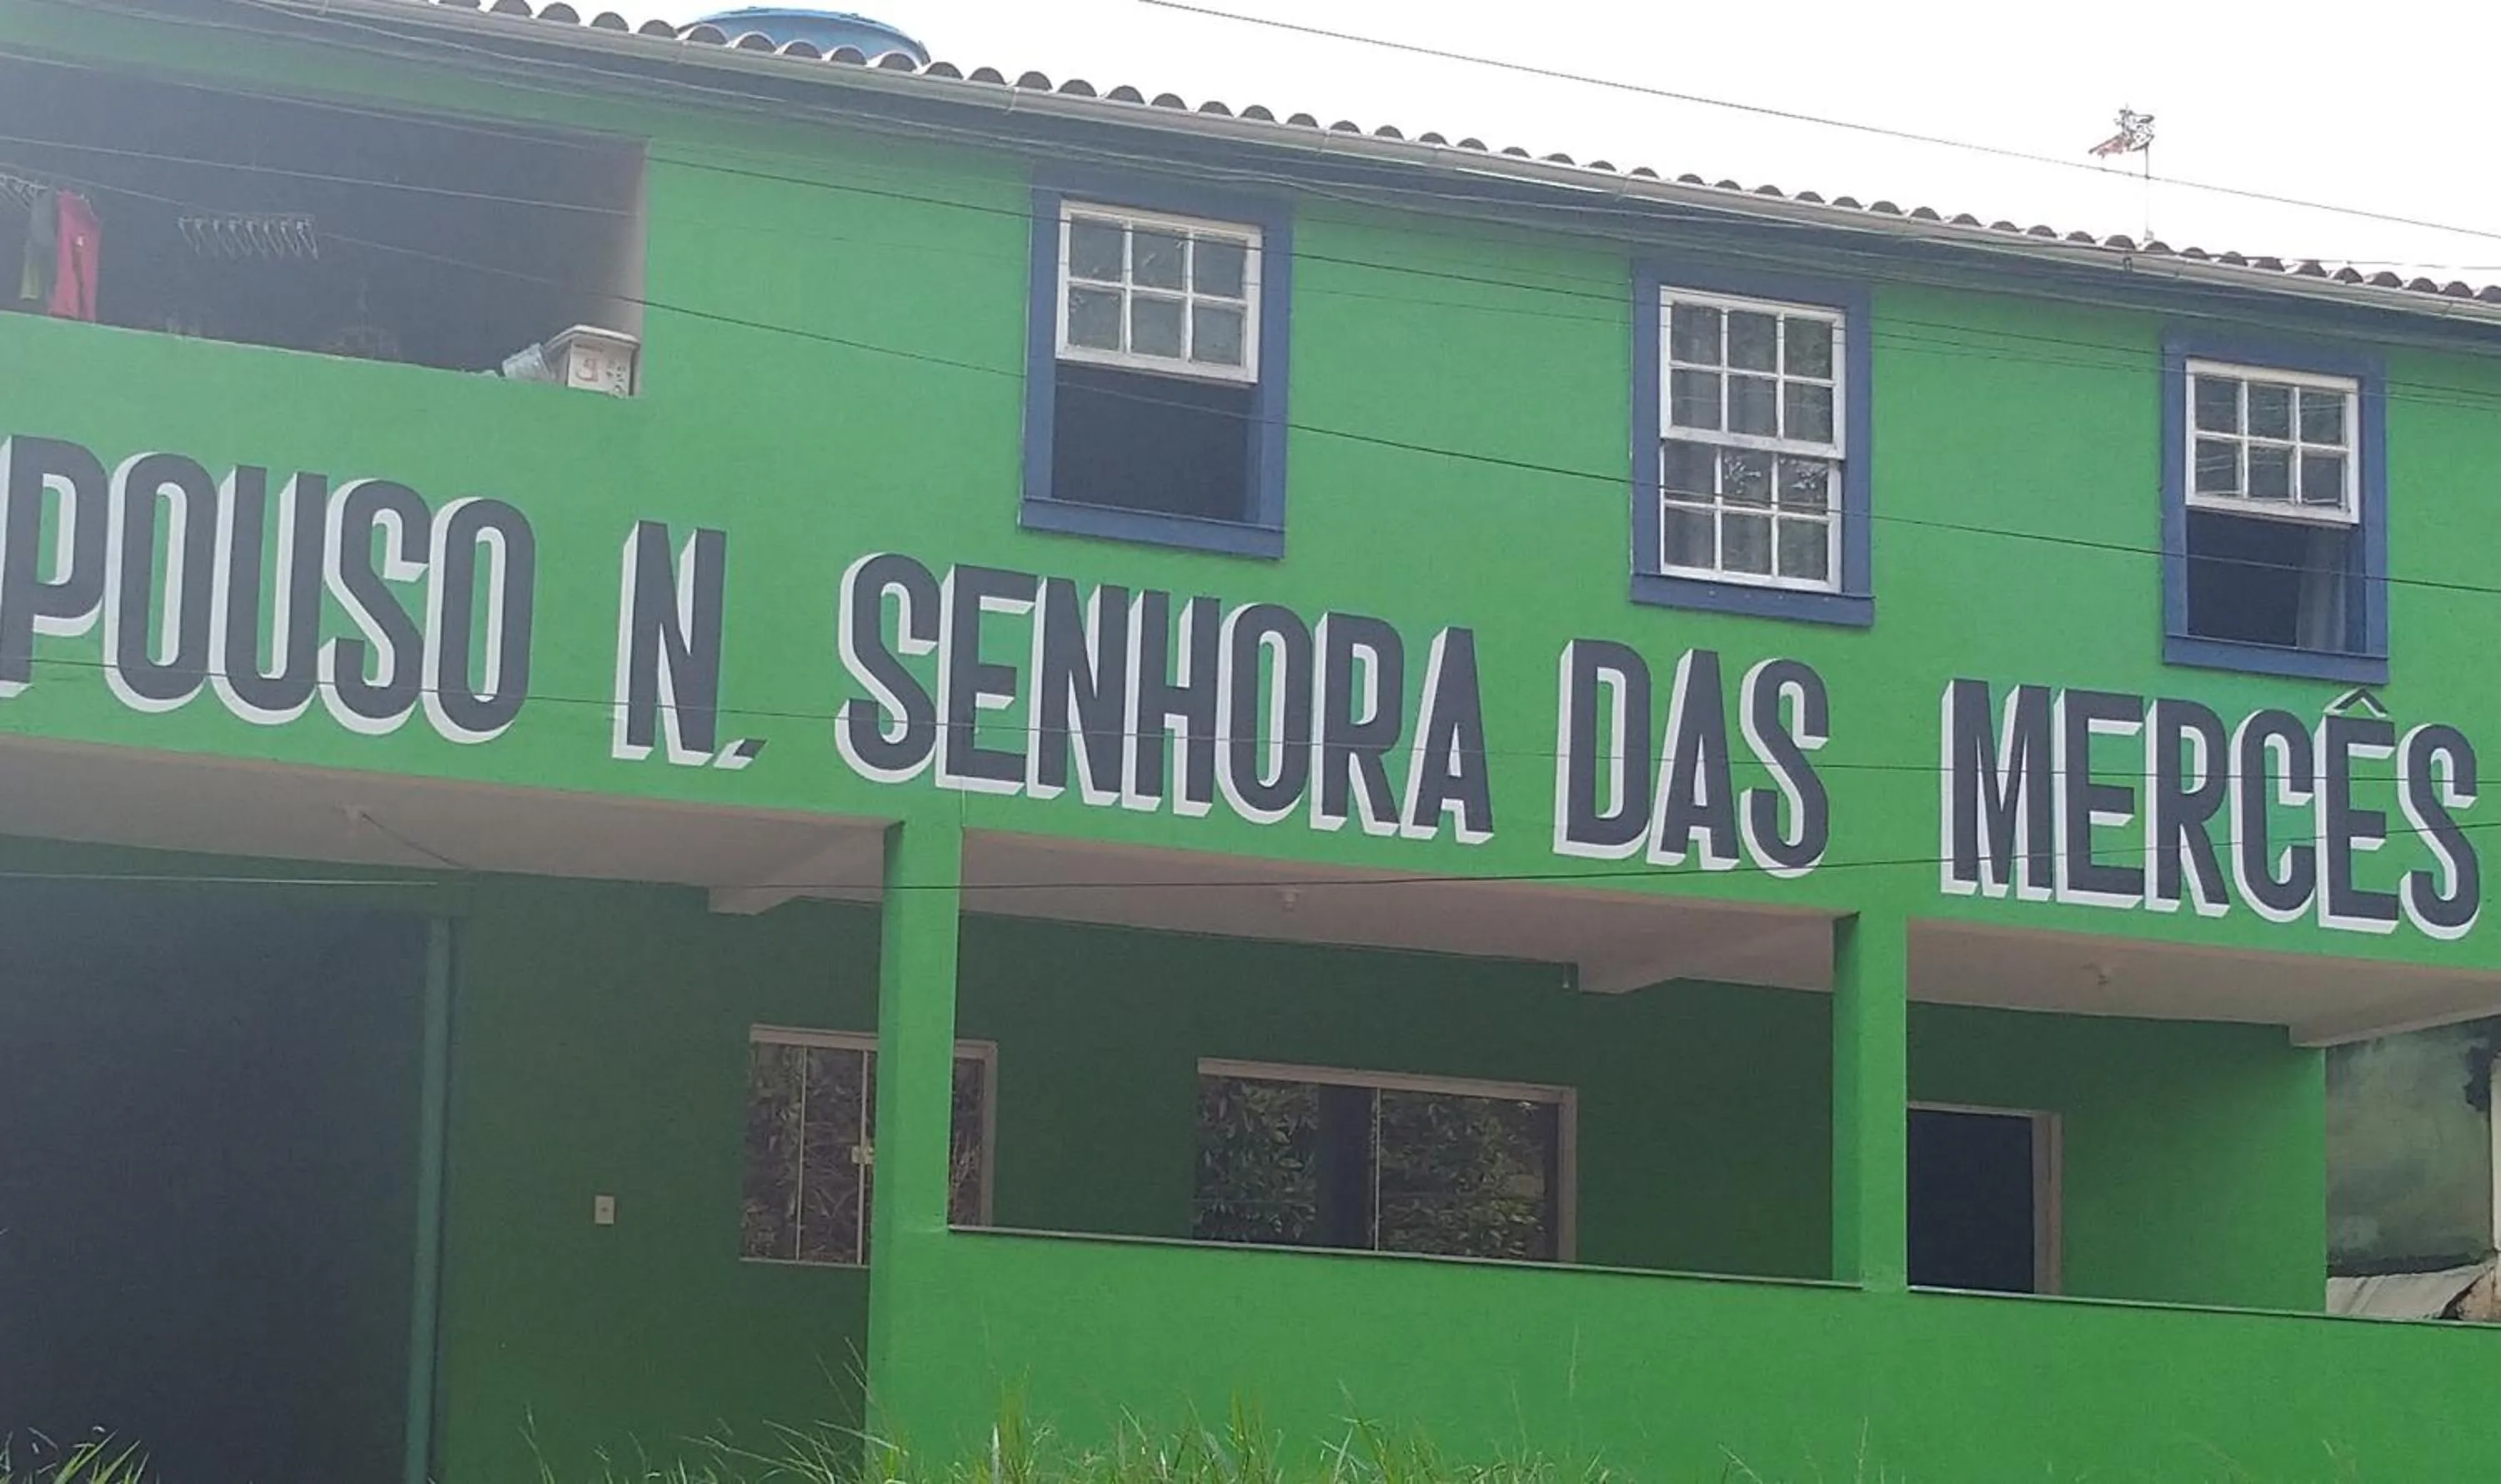 POUSO N. SENHORA DAS MERCÊS